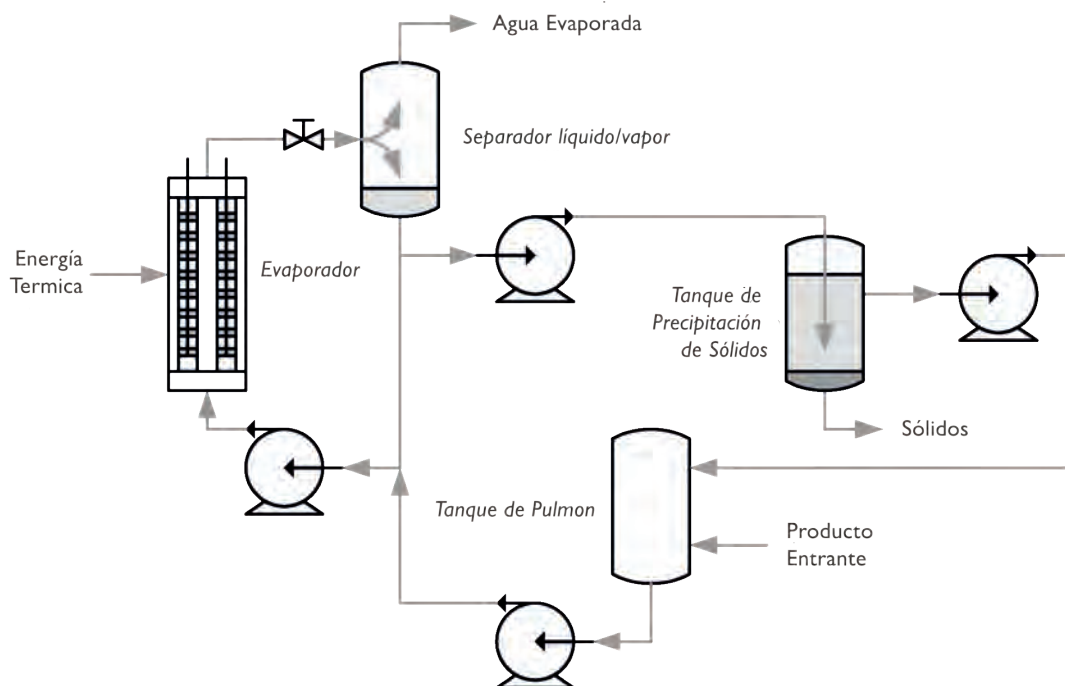 Agua Evaporada
Separador líquido/vapor
Energía
Termica
Evaporador
Tanque de
Precipitación
de Sólidos
Sólidos
Tanque de Pulmon
Producto
Entrante